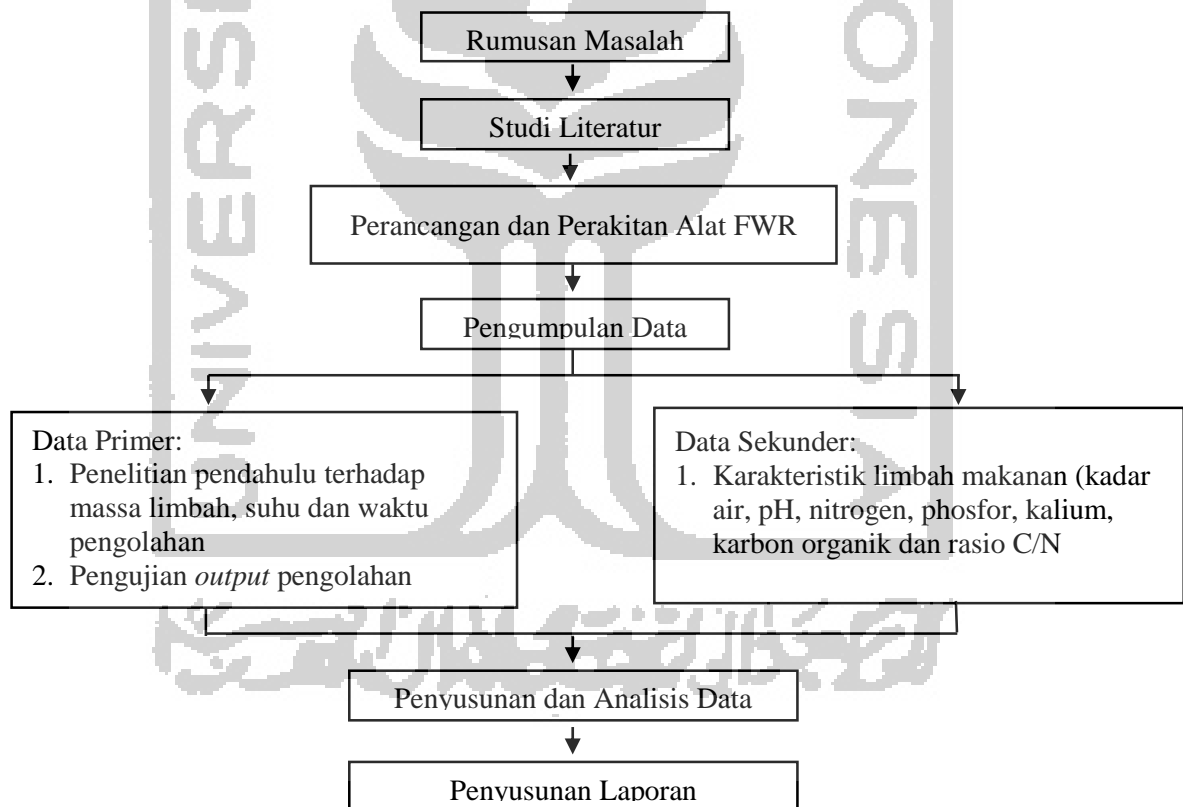 Rumusan Masalah
Studi Literatur
Perancangan dan Perakitan Alat FWR
Pengumpulan Data
Data Primer:
1. Penelitian pendahulu terhadap
massa limbah, suhu dan waktu
pengolahan
2. Pengujian output pengolahan
Data Sekunder:
1. Karakteristik limbah makanan (kadar
air, pH, nitrogen, phosfor, kalium,
karbon organik dan rasio C/N
Penyusunan dan Analisis Data
Penyusunan Laporan
UNIVERS
ONESIA